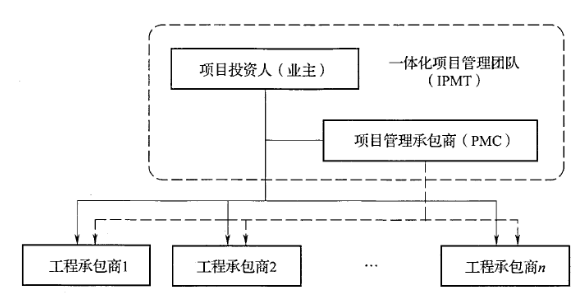 项目投资人（业主）
一体化项目管理团队
（IPMT）
项目管理承包商（PMC）
工程承包商1
工程承包商2
…
工程承包商n